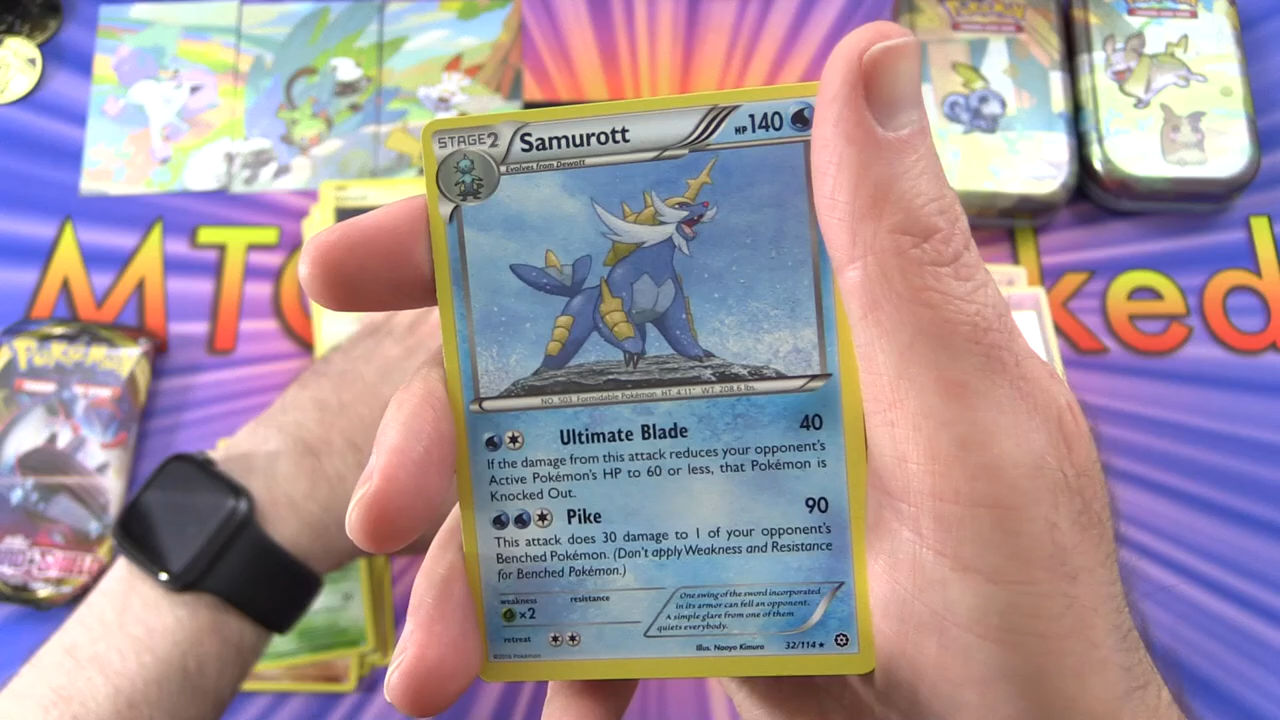 Pokémon
Pokémon
STAGE2
Samurott
HP 140
Evolves from Dewott
MT
ked
NO. 503 Formidable Pokémon HT. 4'11" WT. 208.6 lbs.
Ultimate Blade 40
If the damage from this attack reduces your opponent's
Active Pokémon's HP to 60 or less, that Pokémon is
Knocked Out.
Pike 90
This attack does 30 damage to 1 of your opponent's
Benched Pokémon. (Don't apply Weakness and Resistance
for Benched Pokémon.)
weakness
resistance
×2
retreat
One swing of the sword incorporated
in its armor can fell an opponent.
A simple glare from one of them
quiets everybody.
©2016 Pokémon
Illus. Naoyo Kimura
32/114 ★
Pokémon